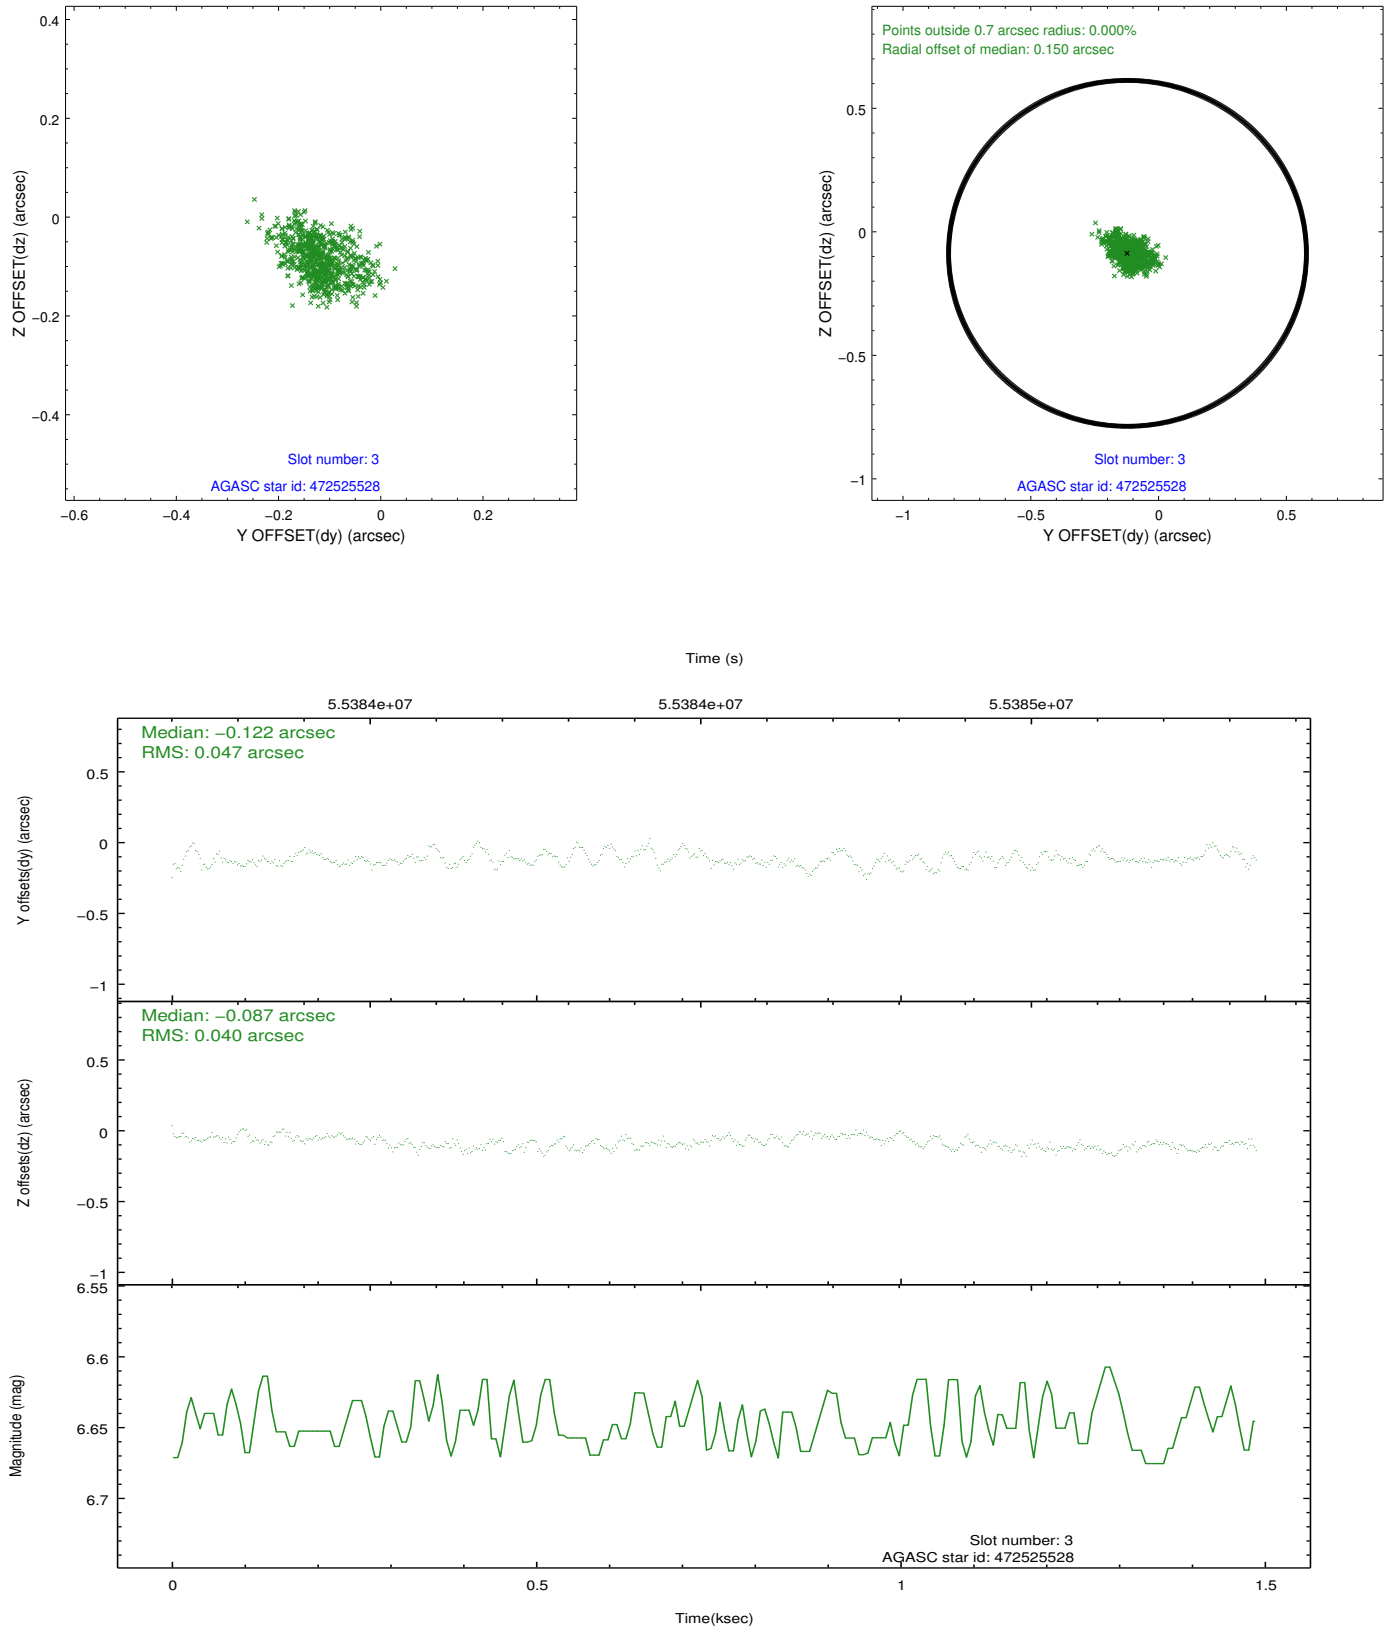 0.4
0.2
0
−0.2
−0.4
Z OFFSET(dz) (arcsec)
Slot number: 3
AGASC star id: 472525528
−0.6 −0.4 −0.2 0 0.2
Y OFFSET(dy) (arcsec)
Points outside 0.7 arcsec radius: 0.000%
Radial offset of median: 0.150 arcsec
0.5
0
−0.5
−1
Z OFFSET(dz) (arcsec)
Slot number: 3
AGASC star id: 472525528
−1 −0.5 0 0.5
Y OFFSET(dy) (arcsec)
Time (s)
5.5384e+07 5.5384e+07 5.5385e+07
Median: −0.122 arcsec
RMS: 0.047 arcsec
0.5
0
−0.5
−1
Y offsets(dy) (arcsec)
Median: −0.087 arcsec
RMS: 0.040 arcsec
0.5
0
−0.5
−1
Z offsets(dz) (arcsec)
6.55
6.6
6.65
6.7
Magnitude (mag)
Slot number: 3
AGASC star id: 472525528
0 0.5 1 1.5
Time(ksec)